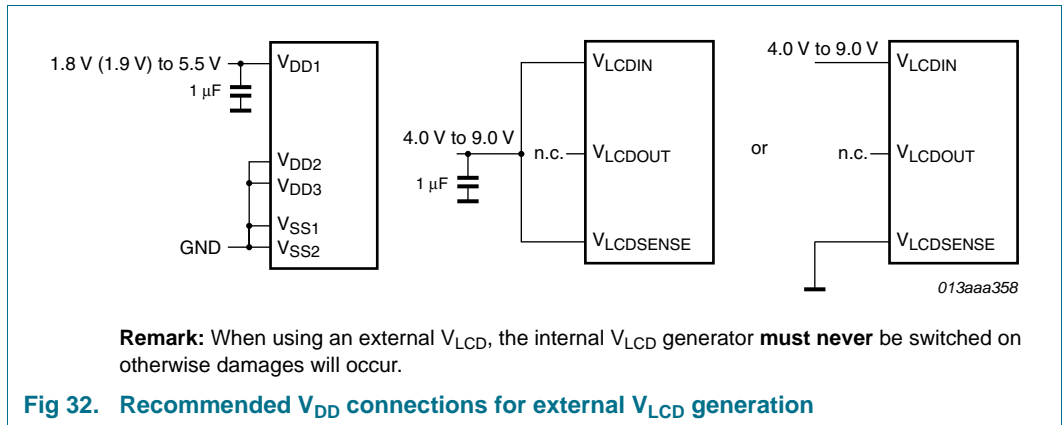 1.8 V (1.9 V) to 5.5 V
1 μF
VDD1
VDD2
VDD3
VSS1
GND
VSS2
4.0 V to 9.0 V
1 μF
VLCDIN
n.c.
VLCDOUT
VLCDSENSE
or
4.0 V to 9.0 V
VLCDIN
n.c.
VLCDOUT
VLCDSENSE
013aaa358
Remark: When using an external VLCD, the internal VLCD generator must never be switched on
otherwise damages will occur.
Fig 32. Recommended VDD connections for external VLCD generation